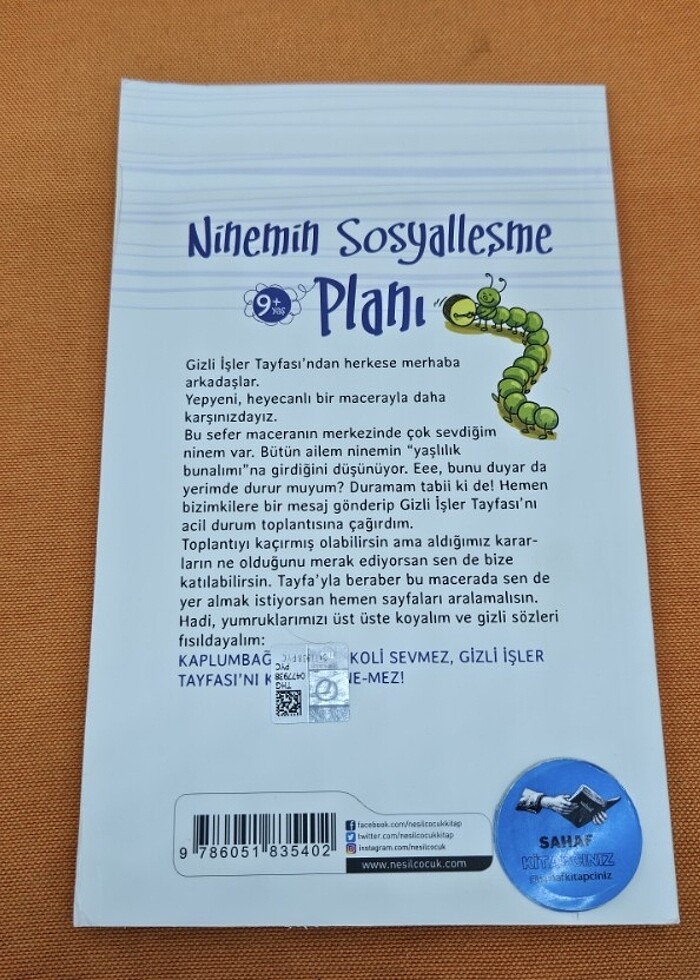 Ninemin Sosyalleşme
9+
yaş
Planı
Gizli İşler Tayfası'ndan herkese merhaba
arkadaşlar.
Yepyeni, heyecanlı bir macerayla daha
karşınızdayız.
Bu sefer maceranın merkezinde çok sevdiğim
ninem var. Bütün ailem ninemin “yaşlılık
bunalımı”na girdiğini düşünüyor. Eee, bunu duyar da
yerimde durur muyum? Duramam tabii ki de! Hemen
bizimkilere bir mesaj gönderip Gizli İşler Tayfası'nı
acil durum toplantısına çağırdım.
Toplantıyı kaçırmış olabilirsin ama aldığımız karar-
ların ne olduğunu merak ediyorsan sen de bize
katılabilirsin. Tayfa'yla beraber bu macerada sen de
yer almak istiyorsan hemen sayfaları aralamalısın.
Hadi, yumruklarımızı üst üste koyalım ve gizli sözleri
fısıldayalım:
KAPLUMBAĞ KOLİ SEVMEZ, GİZLİ İŞLER
TAYFASI'NI K NE-MEZ!
PYC
0477938
THG
9 786051 835402
facebook.com/nesilcocukkitap
twitter.com/nesilcocukkitap
instagram.com/nesilcocuk
www.nesilcocuk.com
SAHAF
KİTAPÇINIZ